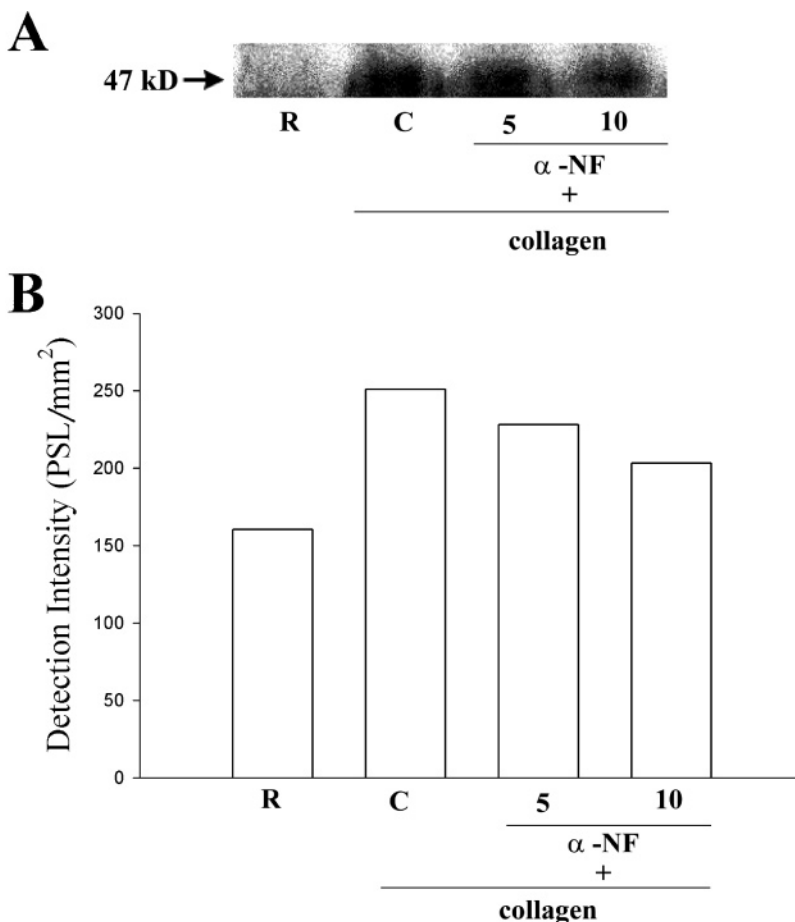 A
47 kD
R C 5 10
α -NF
+
collagen
B
Detection Intensity (PSL/mm²)
300
250
200
150
100
50
0
R C 5 10
α -NF
+
collagen